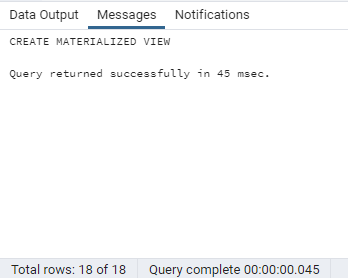 Data Output Messages Notifications
CREATE MATERIALIZED VIEW
Query returned successfully in 45 msec.
Total rows: 18 of 18 Query complete 00:00:00.045